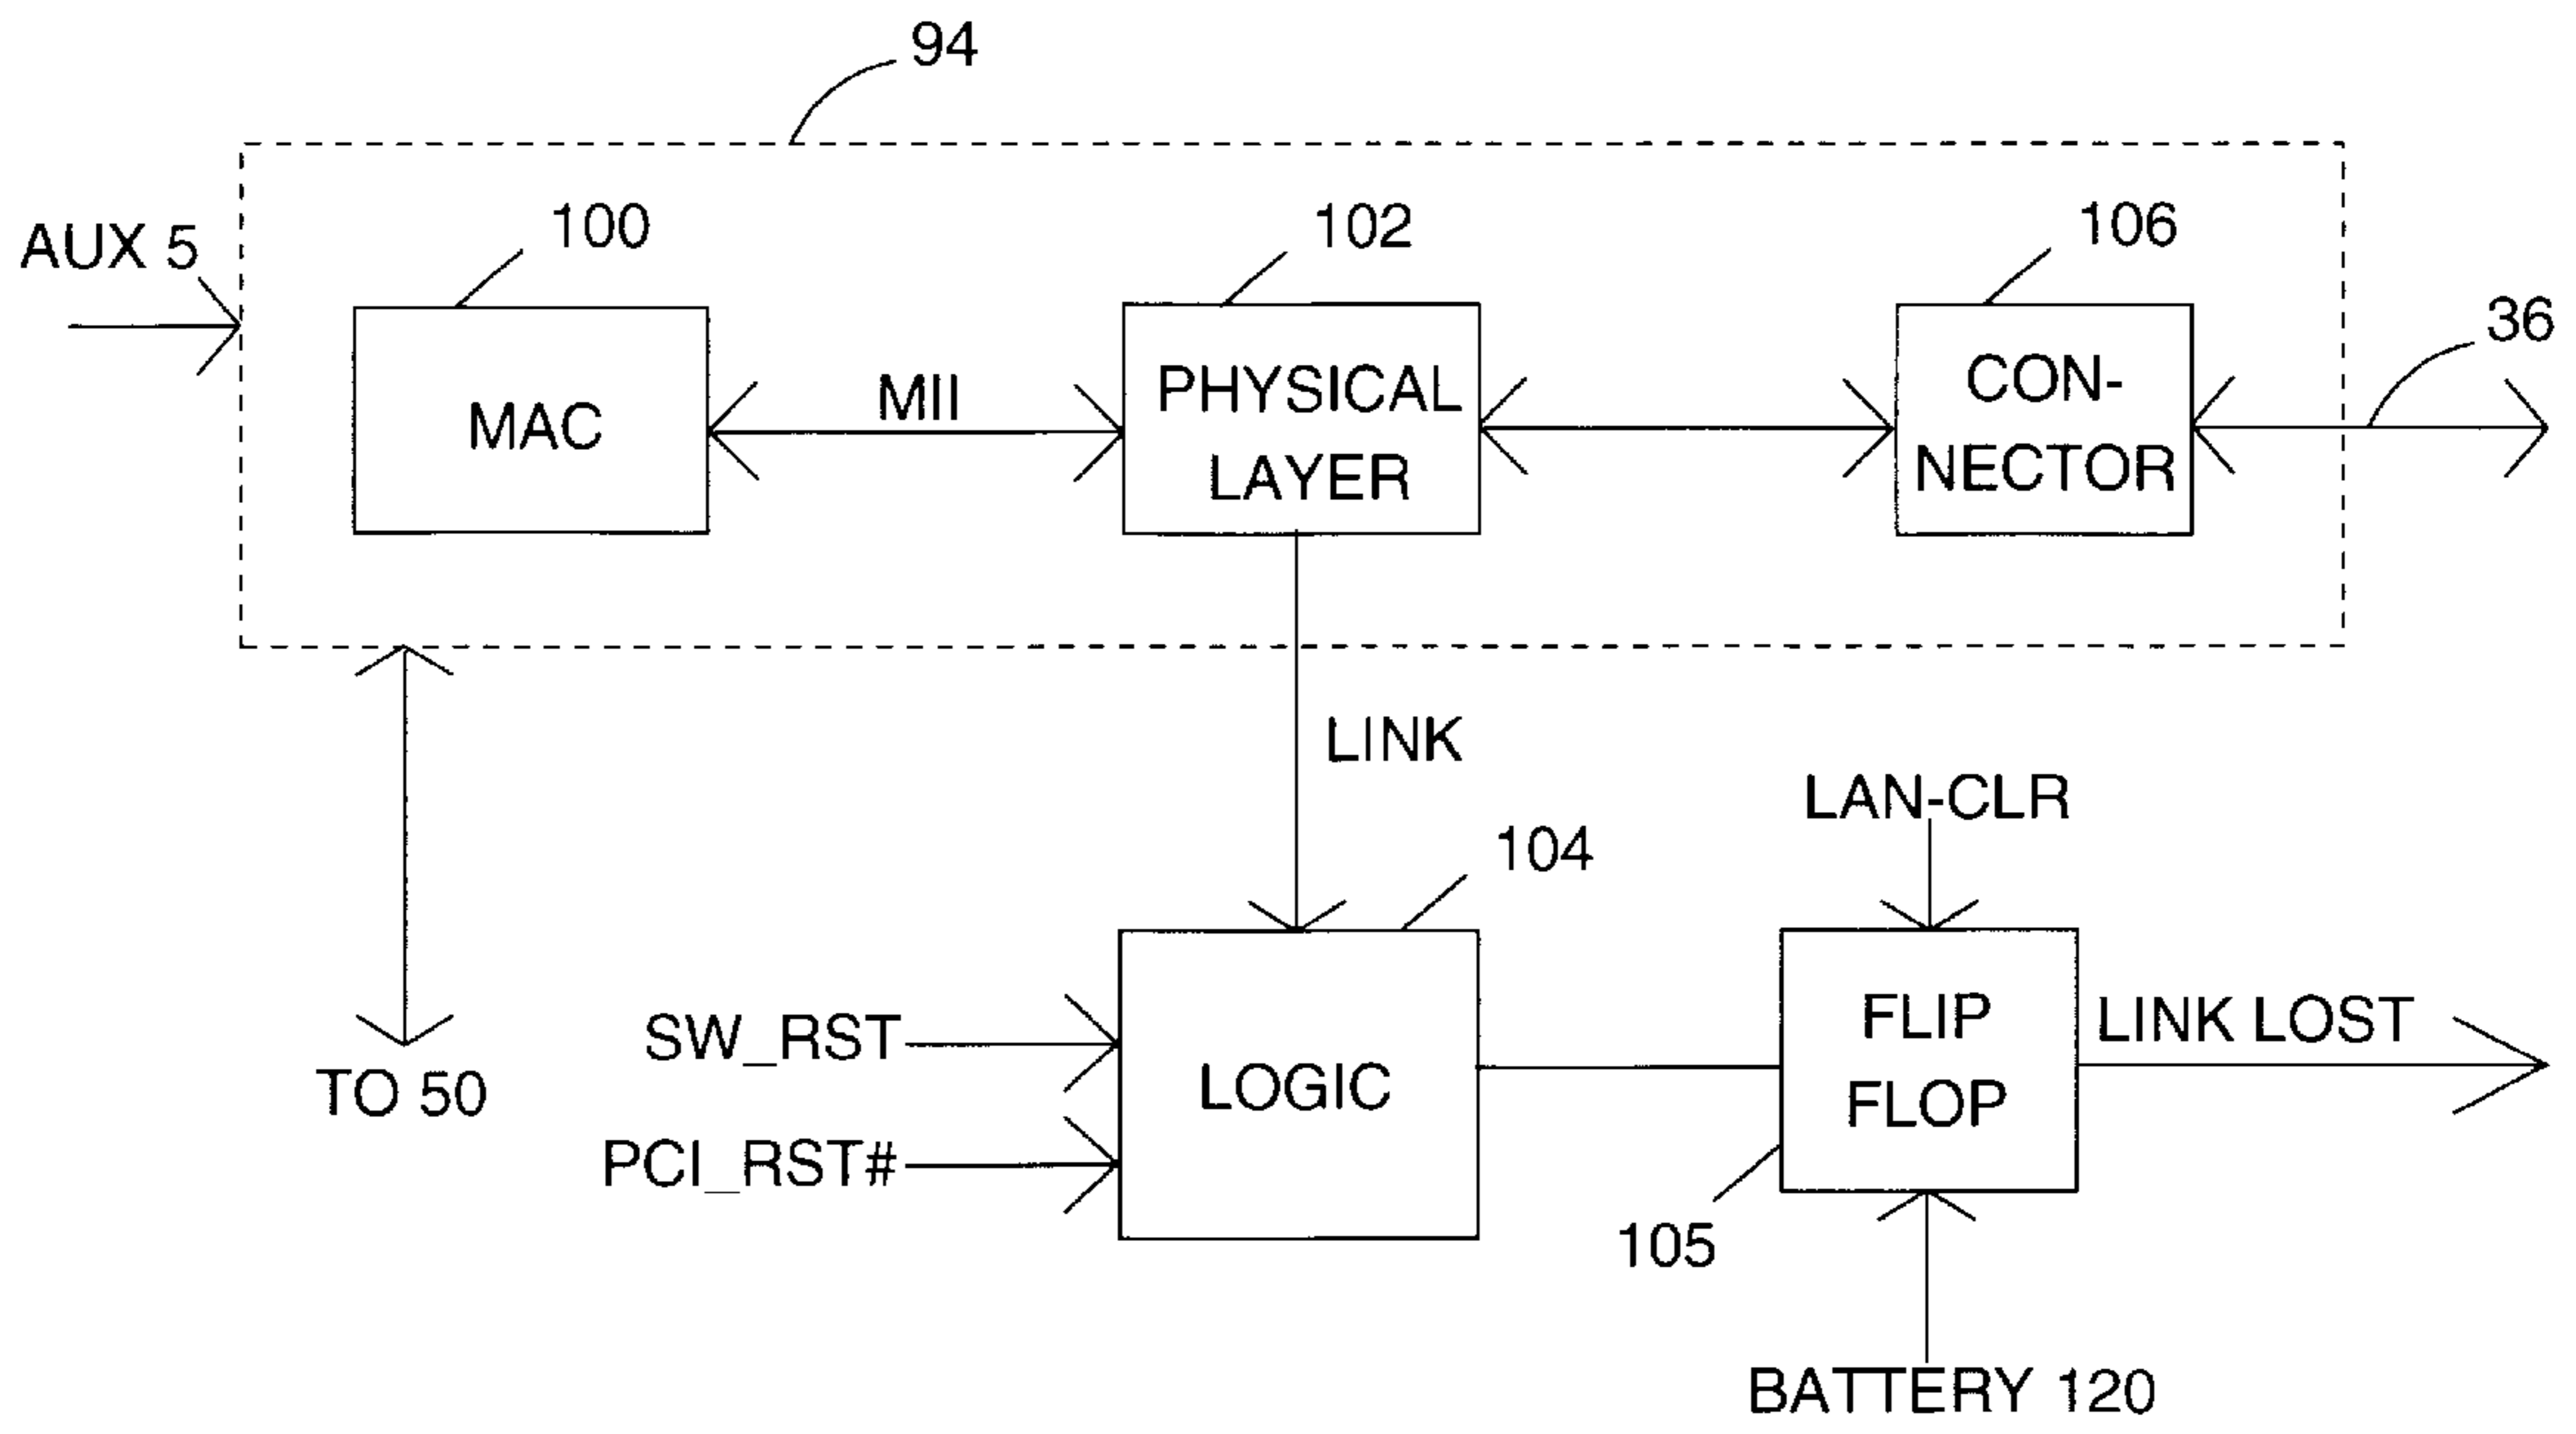 94
AUX 5
100
102
106
36
MAC
MII
PHYSICAL
LAYER
CON-
NECTOR
LINK
LAN-CLR
104
SW_RST
PCI_RST#
LOGIC
FLIP
FLOP
LINK LOST
TO 50
105
BATTERY 120